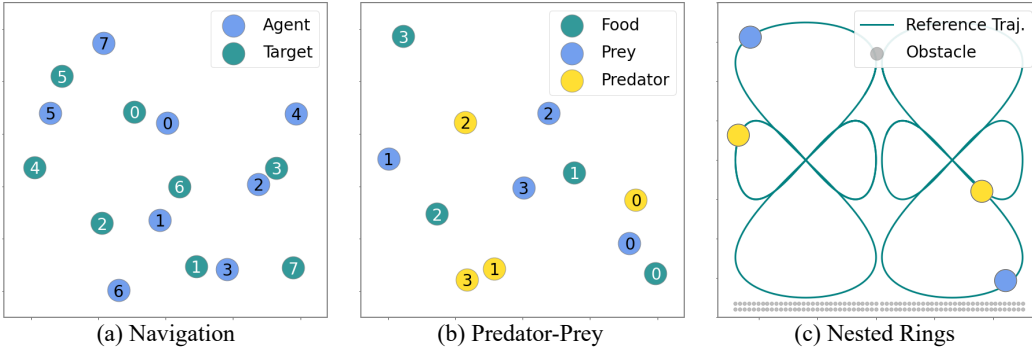 Agent
Target
7
5
0
5
0
4
4
3
6
2
2
1
1
3
7
6
(a) Navigation
Food
Prey
Predator
3
2
2
1
1
3
0
2
0
1
3
0
(b) Predator-Prey
Reference Traj.
Obstacle
(c) Nested Rings